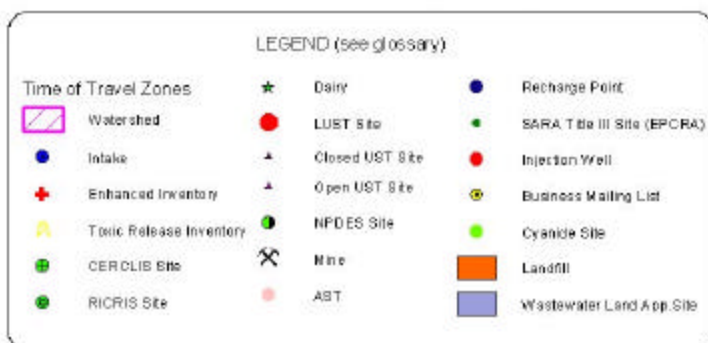 LEGEND (see glossary)
Time of Travel Zones
Watershed
Intake
Enhanced Inventory
Toxic Release Inventory
CERCLIS Site
RICRIS Site
Dairy
LUST Site
Closed UST Site
Open UST Site
NPDES Site
Mine
AST
Recharge Point
SARA Title III Site (EPCRA)
Injection Well
Business Mailing List
Cyanide Site
Landfill
Wastewater Land App.Site